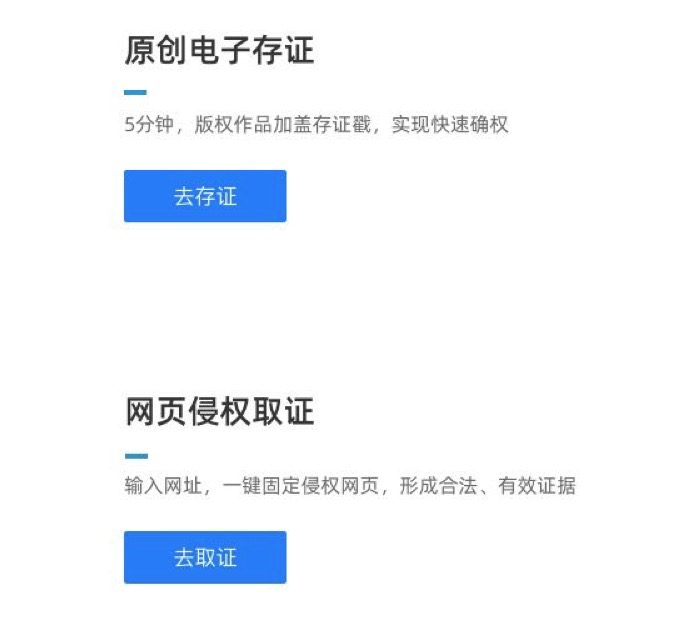 原创电子存证
5分钟，版权作品加盖存证戳，实现快速确权
去存证
网页侵权取证
输入网址，一键固定侵权网页，形成合法、有效证据
去取证